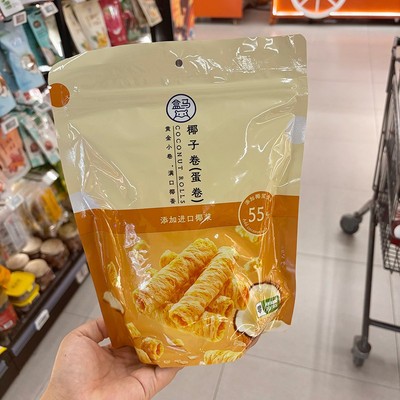 盒马
椰子卷(蛋卷)
COCONUT ROLLS
黄金小卷，满口椰香
添加进口椰浆
55